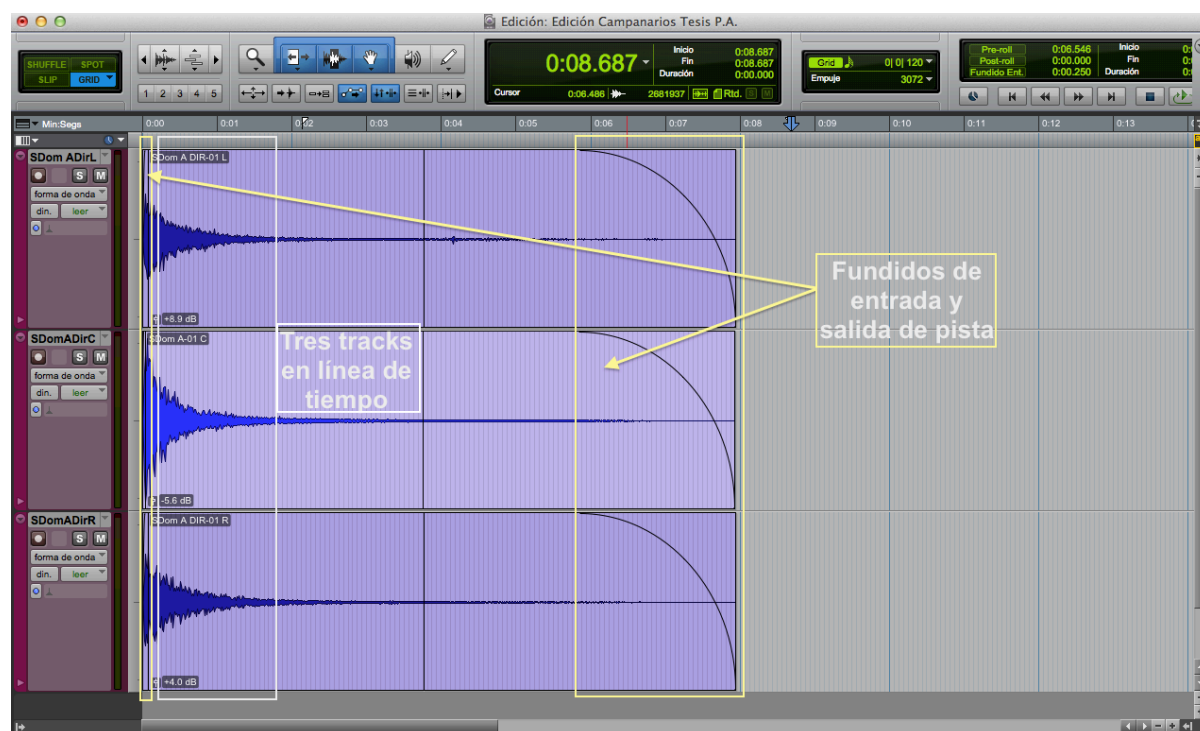 Edición: Edición Campanarios Tesis P.A.
SHUFFLE SPOT
SLIP GRID
1 2 3 4 5
0:08.687
Inicio 0:08.687
Fin 0:08.687
Duración 0:00.000
Cursor 0:06.486 2681937 Rtd. S M
Grid 0| 0| 120
Empuje 3072
Pre-roll 0:06.546
Post-roll 0:00.000
Fundido Ent. 0:00.250
Inicio 0:
Fin 0:
Duración 0:
Min:Segs 0:00 0:01 0:02 0:03 0:04 0:05 0:06 0:07 0:08 0:09 0:10 0:11 0:12 0:13
SDom ADirL
S M
forma de onda
din. leer
SDom A DIR-01 L
+8.9 dB
Fundidos de
entrada y
salida de pista
SDomADirC
S M
forma de onda
din. leer
SDom A-01 C
-5.6 dB
Tres tracks
en línea de
tiempo
SDomADirR
S M
forma de onda
din. leer
SDom A DIR-01 R
+4.0 dB